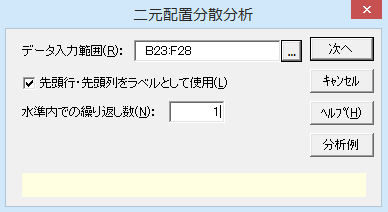 二元配置分散分析
データ入力範囲(R): B23:F28 ... 次へ
先頭行・先頭列をラベルとして使用(L) ｷｬﾝｾﾙ
水準内での繰り返し数(N): 1 ﾍﾙﾌﾟ(H)
分析例